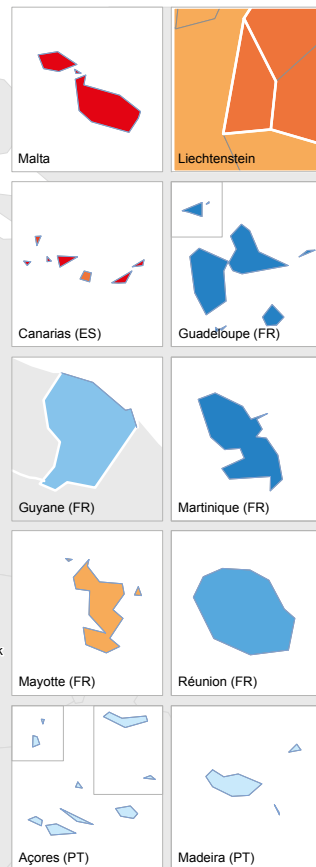 Malta
Liechtenstein
Canarias (ES)
Guadeloupe (FR)
Guyane (FR)
Martinique (FR)
Mayotte (FR)
Réunion (FR)
Açores (PT)
Madeira (PT)